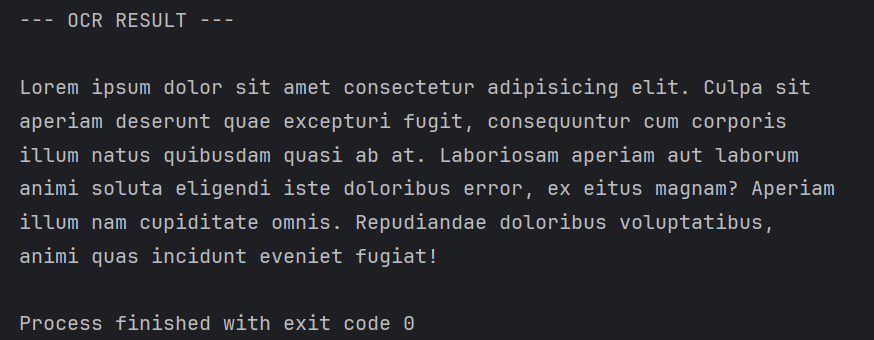 --- OCR RESULT ---
Lorem ipsum dolor sit amet consectetur adipisicing elit. Culpa sit
aperiam deserunt quae excepturi fugit, consequuntur cum corporis
illum natus quibusdam quasi ab at. Laboriosam aperiam aut laborum
animi soluta eligendi iste doloribus error, ex eitus magnam? Aperiam
illum nam cupiditate omnis. Repudiandae doloribus voluptatibus,
animi quas incidunt eveniet fugiat!
Process finished with exit code 0